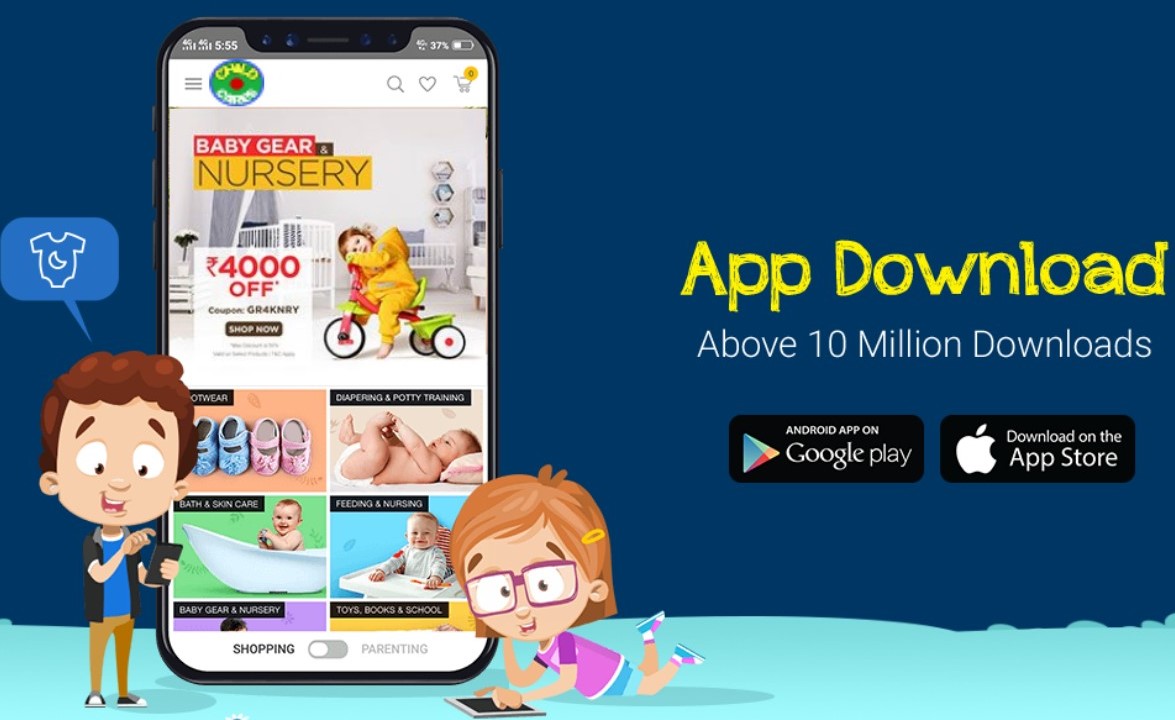 4G 4G 5:55
4G 37%
CHILD
CARES
0
BABY GEAR &
NURSERY
₹4000
OFF*
Coupon: GR4KNRY
SHOP NOW
OTWEAR
DIAPERING & POTTY TRAINING
BATH & SKIN CARE
FEEDING & NURSING
BABY GEAR & NURSERY
TOYS, BOOKS & SCHOOL
SHOPPING
PARENTING
App Download
Above 10 Million Downloads
ANDROID APP ON
Google play
Download on the
App Store